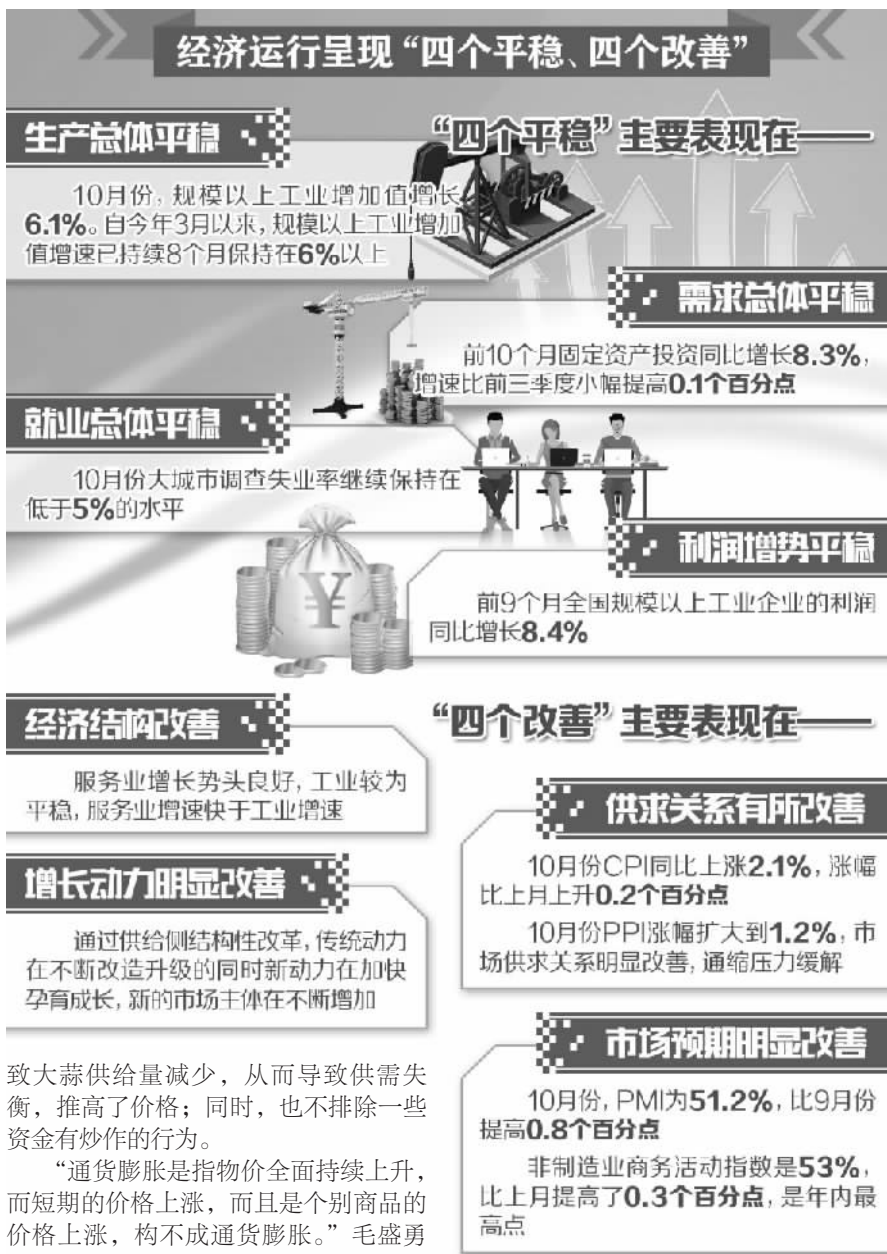 经济运行呈现“四个平稳、四个改善”
“四个平稳”主要表现在——
生产总体平稳
10月份，规模以上工业增加值增长
6.1%。自今年3月以来，规模以上工业增加
值增速已持续8个月保持在6%以上
需求总体平稳
前10个月固定资产投资同比增长8.3%，
增速比前三季度小幅提高0.1个百分点
就业总体平稳
10月份大城市调查失业率继续保持在
低于5%的水平
利润增势平稳
前9个月全国规模以上工业企业的利润
同比增长8.4%
“四个改善”主要表现在——
经济结构改善
服务业增长势头良好，工业较为
平稳，服务业增速快于工业增速
供求关系有所改善
10月份CPI同比上涨2.1%，涨幅
比上月上升0.2个百分点
10月份PPI涨幅扩大到1.2%，市
场供求关系明显改善，通缩压力缓解
增长动力明显改善
通过供给侧结构性改革，传统动力
在不断改造升级的同时新动力在加快
孕育成长，新的市场主体在不断增加
市场预期明显改善
10月份，PMI为51.2%，比9月份
提高0.8个百分点
非制造业商务活动指数是53%，
比上月提高了0.3个百分点，是年内最
高点
致大蒜供给量减少，从而导致供需失
衡，推高了价格；同时，也不排除一些
资金有炒作的行为。
“通货膨胀是指物价全面持续上升，
而短期的价格上涨，而且是个别商品的
价格上涨，构不成通货膨胀。”毛盛勇